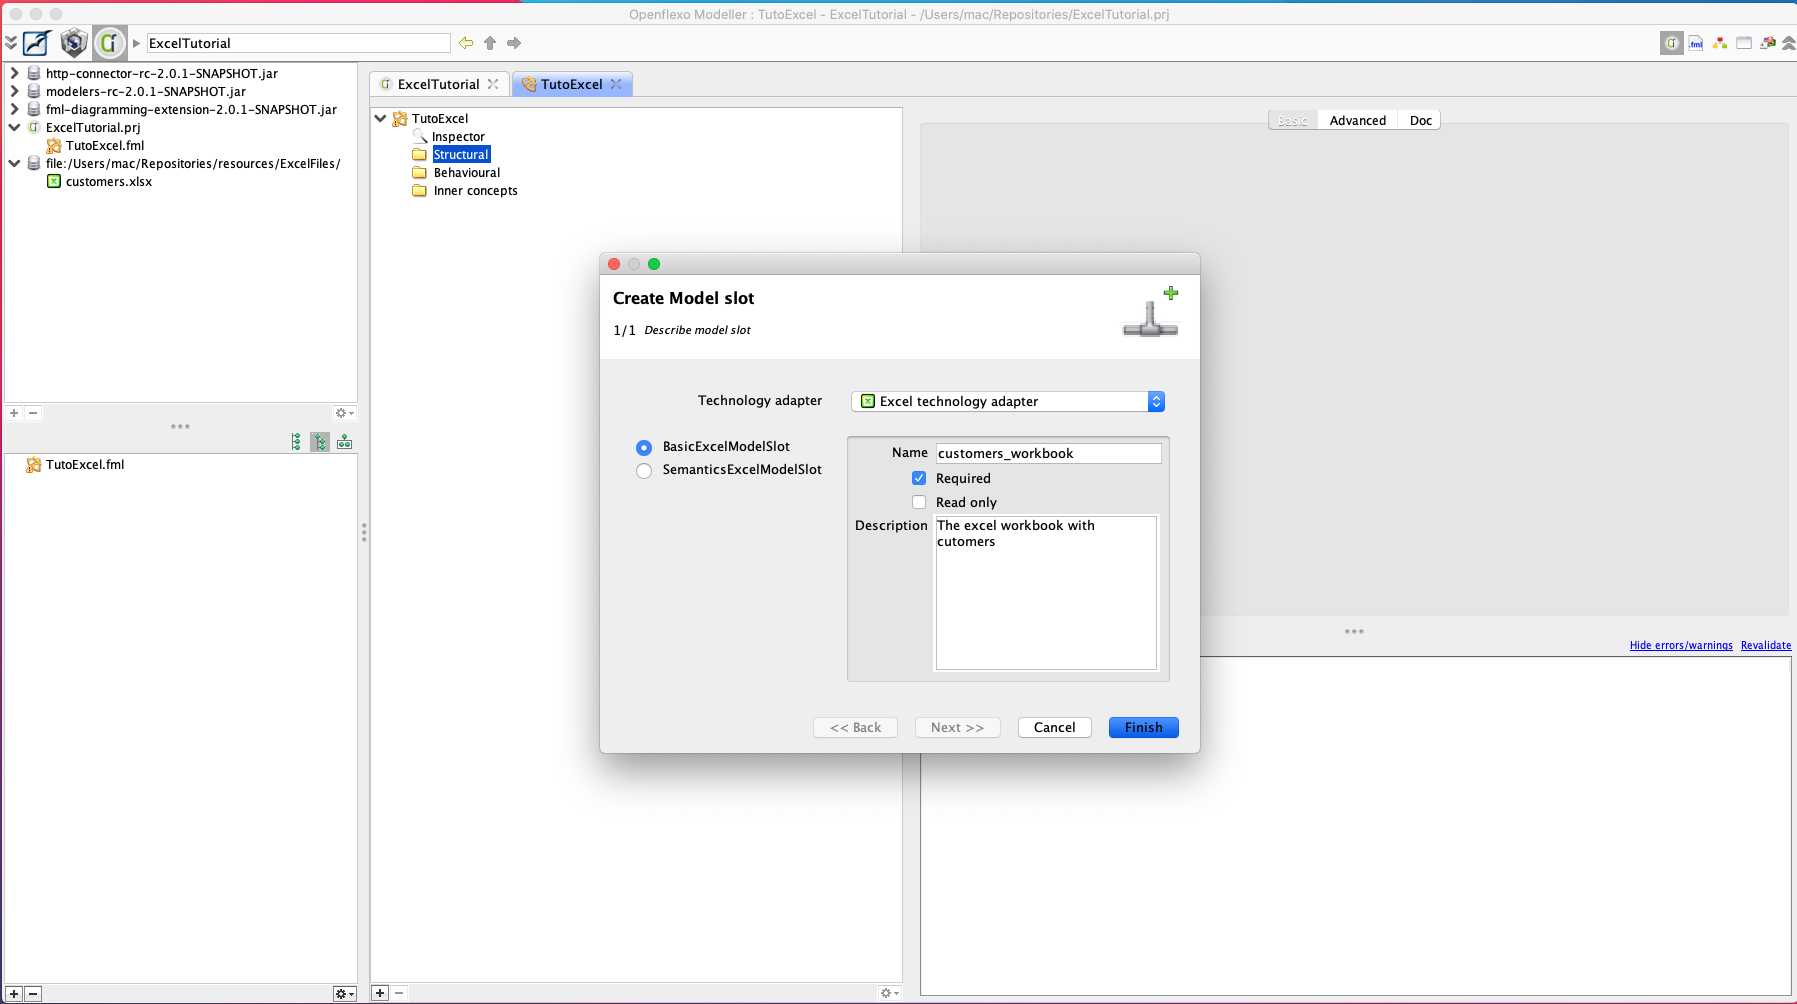 Openflexo Modeller : TutoExcel - ExcelTutorial - /Users/mac/Repositories/ExcelTutorial.prj
ExcelTutorial
.fml
http-connector-rc-2.0.1-SNAPSHOT.jar
modelers-rc-2.0.1-SNAPSHOT.jar
fml-diagramming-extension-2.0.1-SNAPSHOT.jar
ExcelTutorial.prj
TutoExcel.fml
file:/Users/mac/Repositories/resources/ExcelFiles/
customers.xlsx
TutoExcel.fml
ExcelTutorial
TutoExcel
TutoExcel
Inspector
Structural
Behavioural
Inner concepts
Basic
Advanced
Doc
Create Model slot
1/1 Describe model slot
Technology adapter
Excel technology adapter
BasicExcelModelSlot
SemanticsExcelModelSlot
Name customers_workbook
Required
Read only
Description The excel workbook with
cutomers
<< Back
Next >>
Cancel
Finish
Hide errors/warnings Revalidate